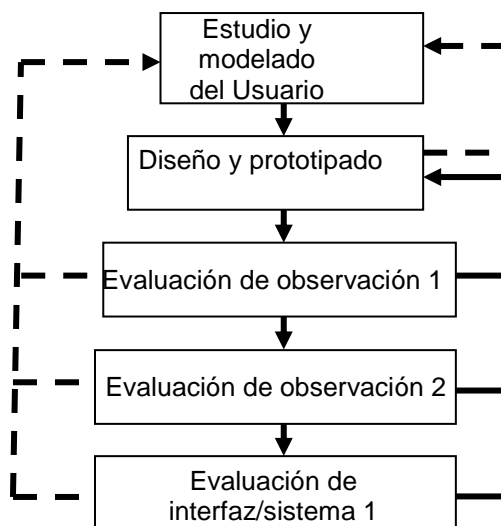 Estudio y
modelado
del Usuario
Diseño y prototipado
Evaluación de observación 1
Evaluación de observación 2
Evaluación de
interfaz/sistema 1